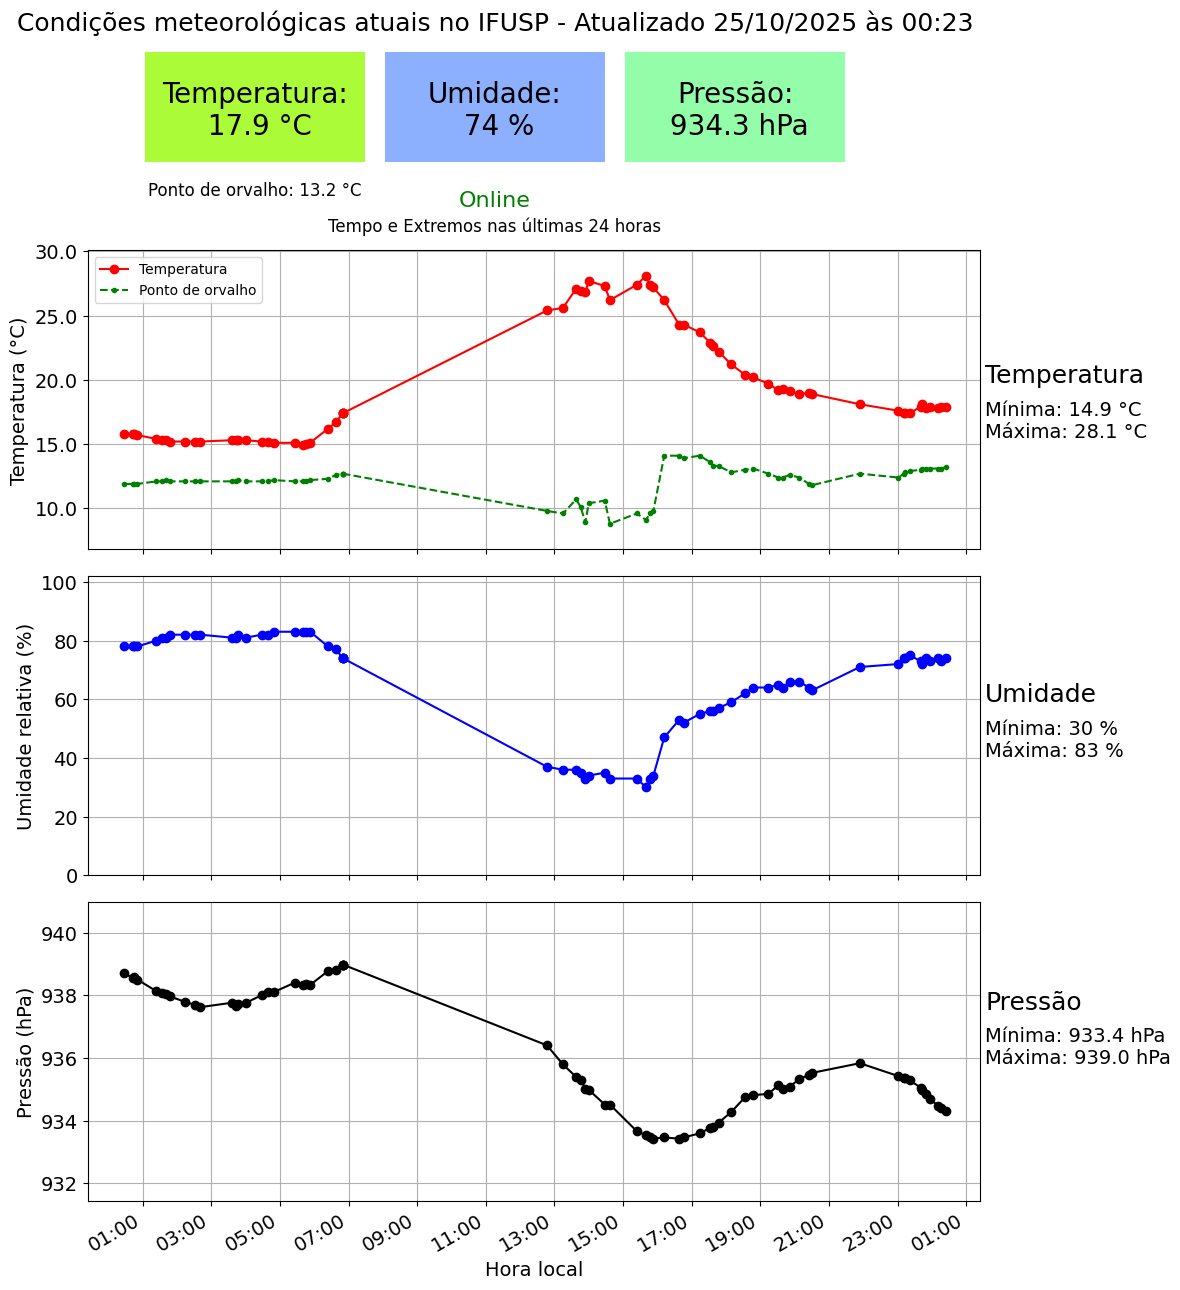 Condições meteorológicas atuais no IFUSP - Atualizado 25/10/2025 às 00:23
Temperatura:
17.9 °C
Umidade:
74 %
Pressão:
934.3 hPa
Ponto de orvalho: 13.2 °C
Online
Tempo e Extremos nas últimas 24 horas
Temperatura (°C)
30.0
25.0
20.0
15.0
10.0
Temperatura
Ponto de orvalho
Temperatura
Mínima: 14.9 °C
Máxima: 28.1 °C
Umidade relativa (%)
100
80
60
40
20
0
Umidade
Mínima: 30 %
Máxima: 83 %
Pressão (hPa)
940
938
936
934
932
Pressão
Mínima: 933.4 hPa
Máxima: 939.0 hPa
01:00 03:00 05:00 07:00 09:00 11:00 13:00 15:00 17:00 19:00 21:00 23:00 01:00
Hora local